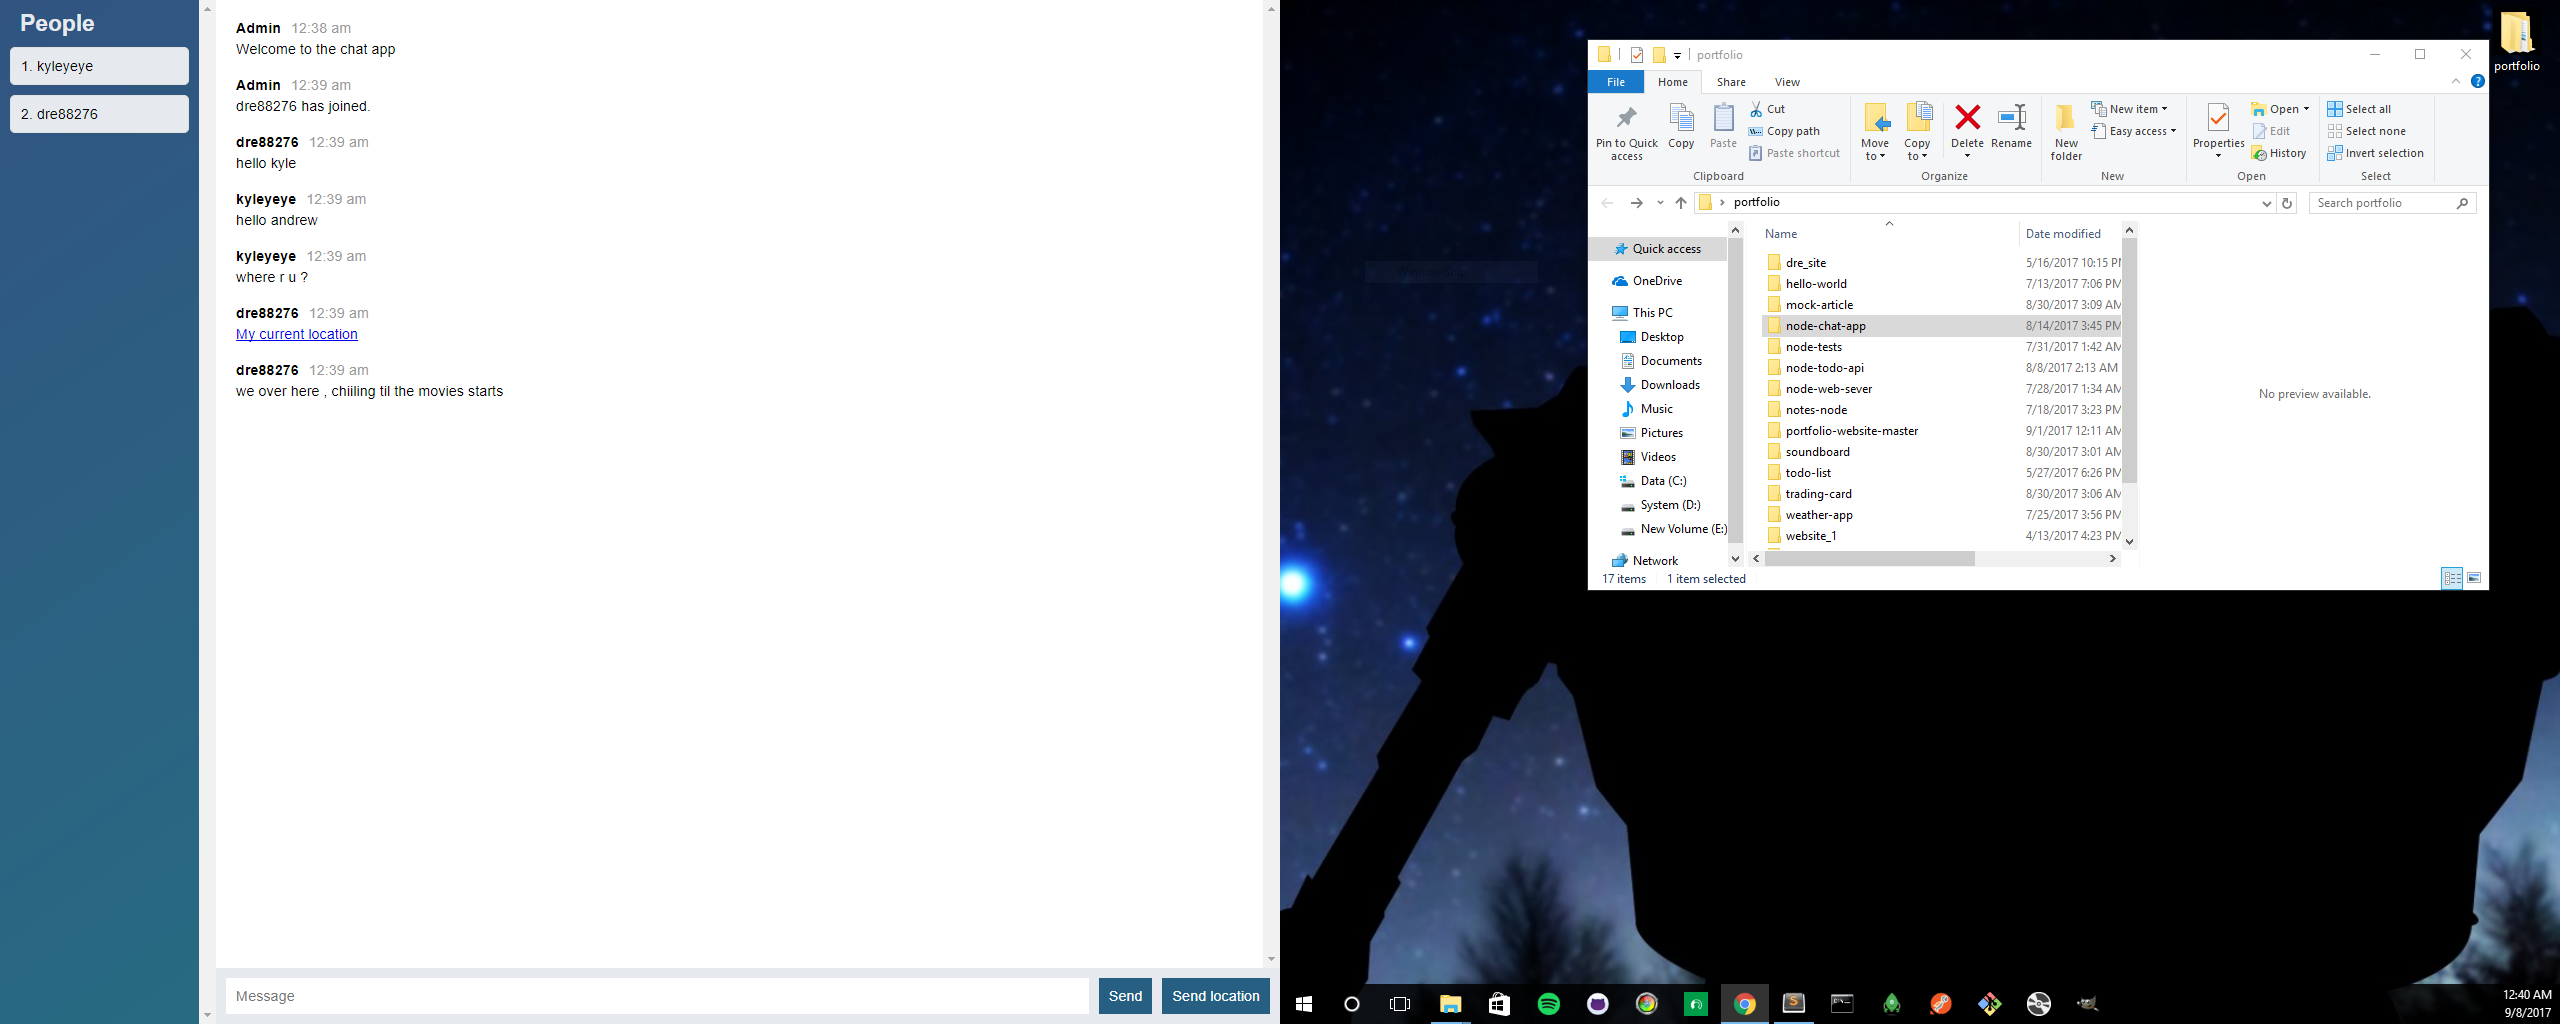 People
1. kyleyeye
2. dre88276
Admin 12:38 am
Welcome to the chat app
Admin 12:39 am
dre88276 has joined.
dre88276 12:39 am
hello kyle
kyleyeye 12:39 am
hello andrew
kyleyeye 12:39 am
where r u ?
dre88276 12:39 am
My current location
dre88276 12:39 am
we over here , chiiling til the movies starts
Message
Send
Send location
portfolio
File Home Share View
Pin to Quick access
Copy
Paste
Cut
Copy path
Paste shortcut
Clipboard
Move to
Copy to
Delete
Rename
Organize
New folder
New item
Easy access
New
Properties
Open
Edit
History
Open
Select all
Select none
Invert selection
Select
portfolio
Search portfolio
Quick access
OneDrive
This PC
Desktop
Documents
Downloads
Music
Pictures
Videos
Data (C:)
System (D:)
New Volume (E:)
Network
Name Date modified
dre_site 5/16/2017 10:15 PM
hello-world 7/13/2017 7:06 PM
mock-article 8/30/2017 3:09 AM
node-chat-app 8/14/2017 3:45 PM
node-tests 7/31/2017 1:42 AM
node-todo-api 8/8/2017 2:13 AM
node-web-sever 7/28/2017 1:34 AM
notes-node 7/18/2017 3:23 PM
portfolio-website-master 9/1/2017 12:11 AM
soundboard 8/30/2017 3:01 AM
todo-list 5/27/2017 6:26 PM
trading-card 8/30/2017 3:06 AM
weather-app 7/25/2017 3:56 PM
website_1 4/13/2017 4:23 PM
No preview available.
17 items 1 item selected
portfolio
12:40 AM
9/8/2017